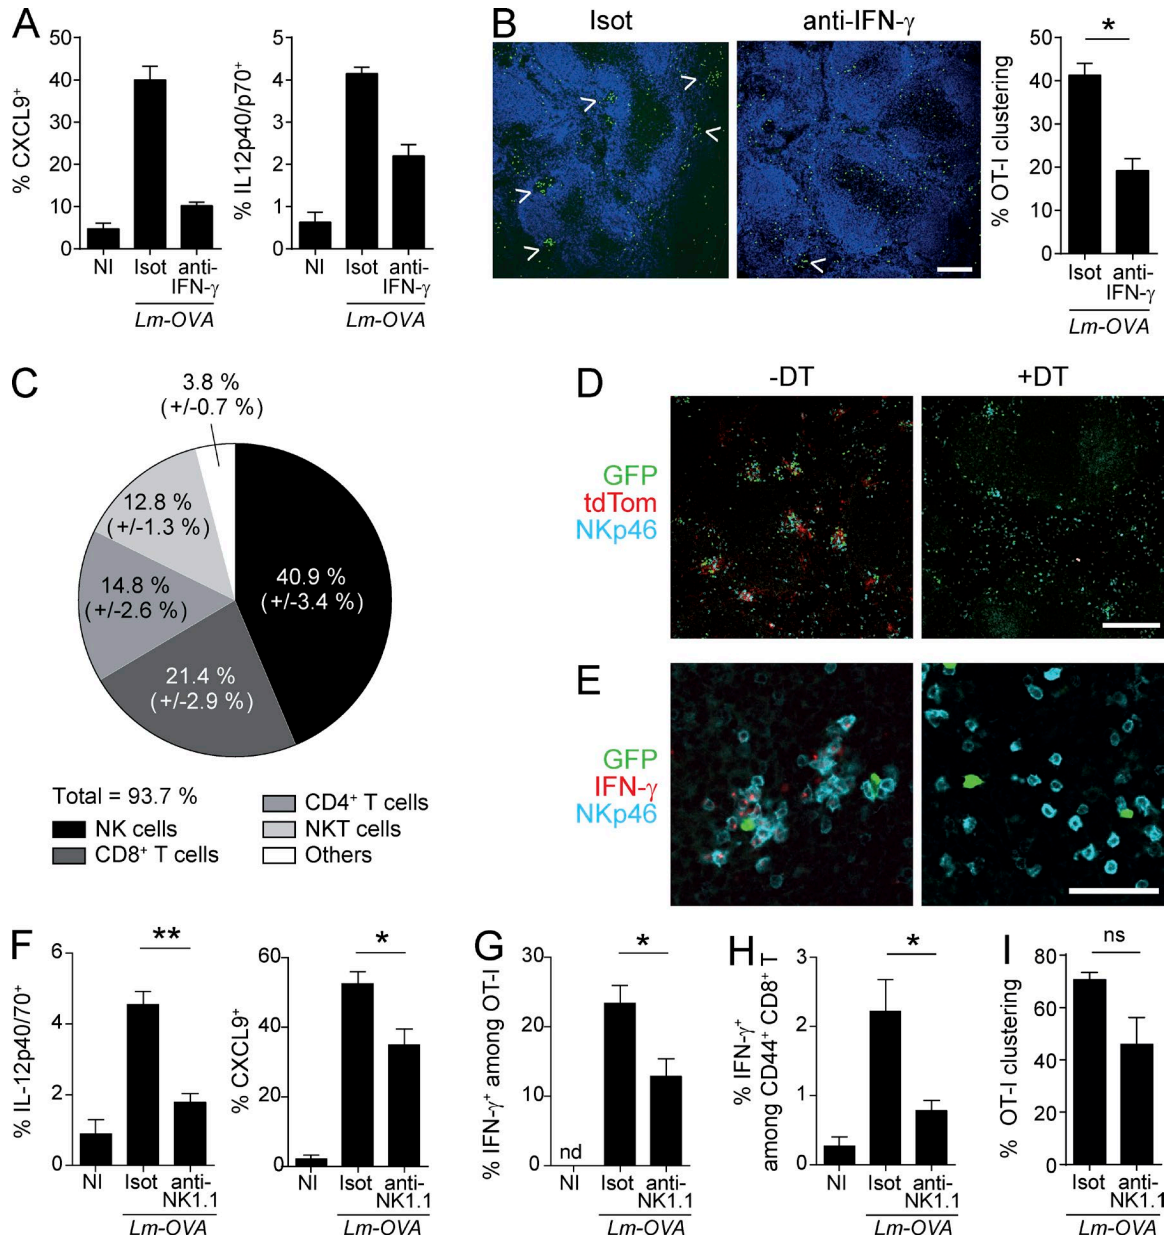 A
% CXCL9⁺
50
40
30
20
10
0
NI
Isot
anti-
IFN-γ
Lm-OVA
% IL12p40/p70⁺
5
4
3
2
1
0
NI
Isot
anti-
IFN-γ
Lm-OVA
B
Isot
anti-IFN-γ
% OT-I clustering
50
40
30
20
10
0
*
Isot
anti-
IFN-γ
Lm-OVA
C
3.8 %
(+/-0.7 %)
12.8 %
(+/-1.3 %)
14.8 %
(+/-2.6 %)
40.9 %
(+/-3.4 %)
21.4 %
(+/-2.9 %)
Total = 93.7 %
NK cells
CD8⁺ T cells
CD4⁺ T cells
NKT cells
Others
D
-DT
+DT
GFP
tdTom
NKp46
E
GFP
IFN-γ
NKp46
F
% IL-12p40/70⁺
6
4
2
0
**
NI
Isot
anti-
NK1.1
Lm-OVA
% CXCL9⁺
60
40
20
0
*
NI
Isot
anti-
NK1.1
Lm-OVA
G
% IFN-γ⁺ among OT-I
30
20
10
0
*
nd
NI
Isot
anti-
NK1.1
Lm-OVA
H
% IFN-γ⁺
among CD44⁺ CD8⁺ T
3
2
1
0
*
NI
Isot
anti-
NK1.1
Lm-OVA
I
% OT-I clustering
80
60
40
20
0
ns
Isot
anti-
NK1.1
Lm-OVA